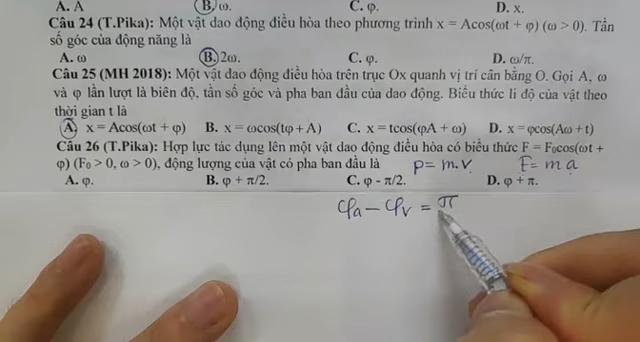 A. A B. ω. C. φ. D. x.
Câu 24 (T.Pika): Một vật dao động điều hòa theo phương trình x = Acos(ωt + φ) (ω > 0). Tần
số góc của động năng là
A. ω B. 2ω. C. φ. D. ω/π.
Câu 25 (MH 2018): Một vật dao động điều hòa trên trục Ox quanh vị trí cân bằng O. Gọi A, ω
và φ lần lượt là biên độ, tần số góc và pha ban đầu của dao động. Biểu thức li độ của vật theo
thời gian t là
A. x = Acos(ωt + φ) B. x = ωcos(tφ + A) C. x = tcos(φA + ω) D. x = φcos(Aω + t)
Câu 26 (T.Pika): Hợp lực tác dụng lên một vật dao động điều hòa có biểu thức F = F₀cos(ωt +
φ) (F₀ > 0, ω > 0), động lượng của vật có pha ban đầu là p = m.v F = m a
A. φ. B. φ + π/2. C. φ - π/2. D. φ + π.
φa - φv = π